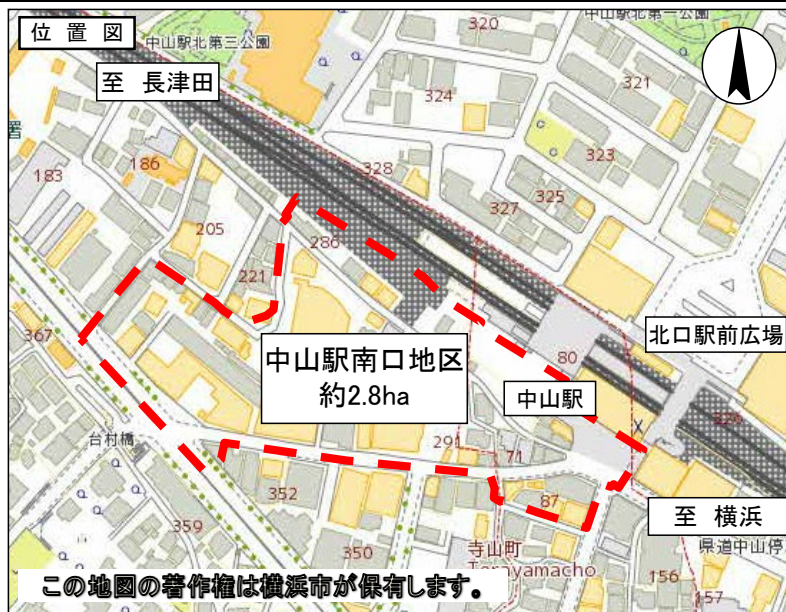 位置図
中山駅北第三公園
中山駅北第一公園
320
至 長津田
321
324
署
186
328
323
183
325
327
205
286
221
367
北口駅前広場
中山駅南口地区
約2.8ha
80
中山駅
226
台村橋
291
71
352
87
至 横浜
359
350
寺山町
Terayamacho
県道中山停
156
157
この地図の著作権は横浜市が保有します。